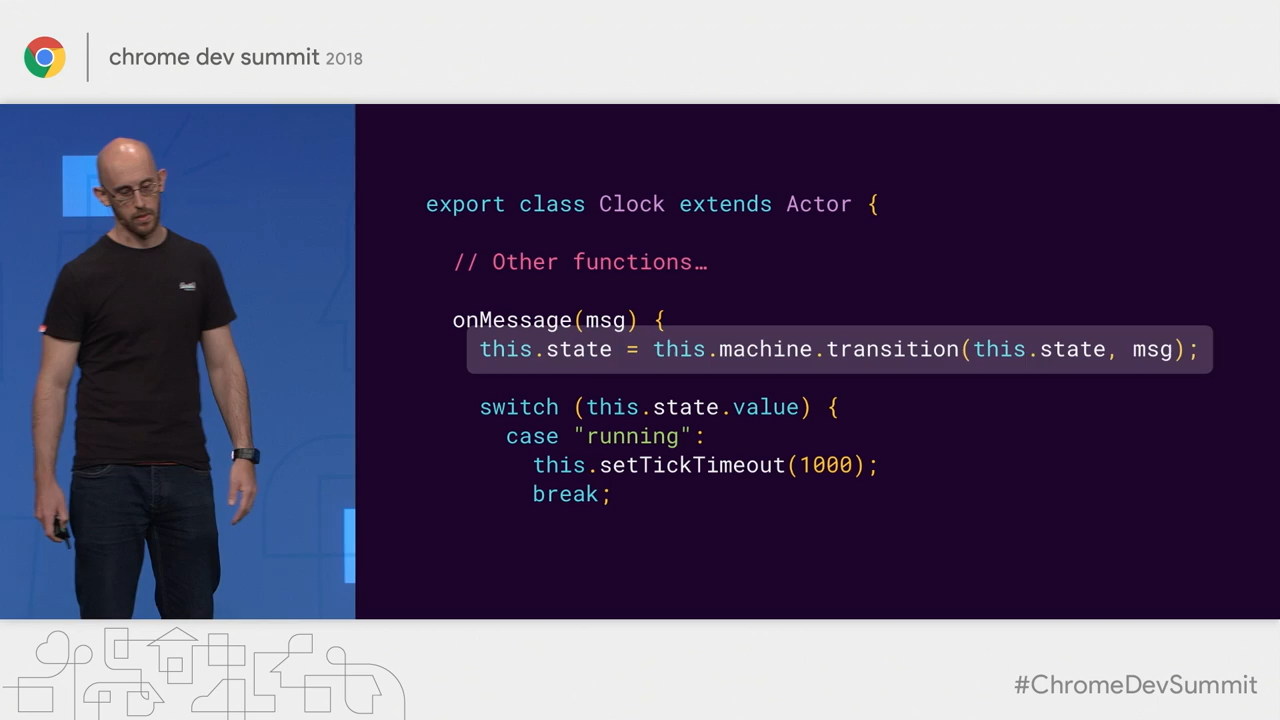 chrome dev summit 2018
export class Clock extends Actor {
// Other functions…
onMessage(msg) {
this.state = this.machine.transition(this.state, msg);
switch (this.state.value) {
case "running":
this.setTickTimeout(1000);
break;
#ChromeDevSummit